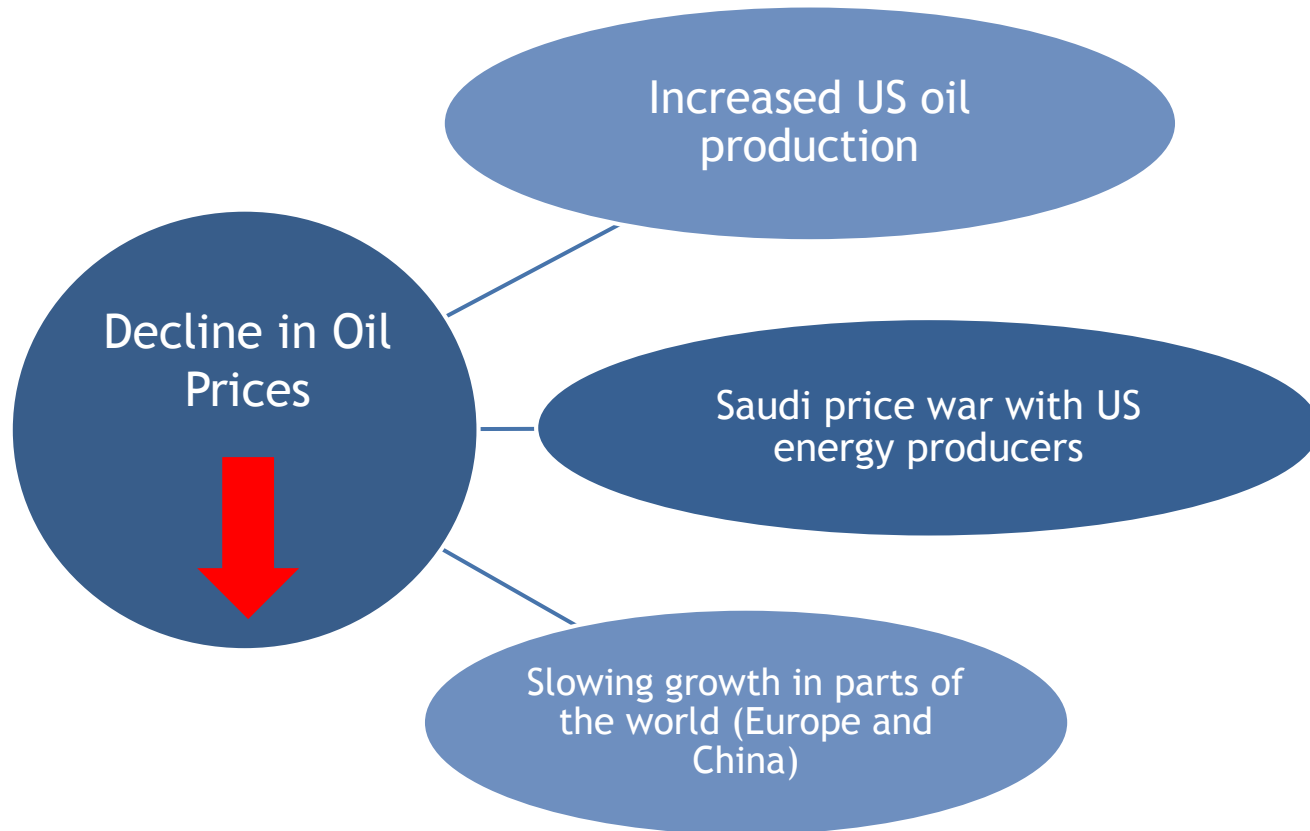 Increased US oil
production
Decline in Oil
Prices
Saudi price war with US
energy producers
Slowing growth in parts of
the world (Europe and
China)